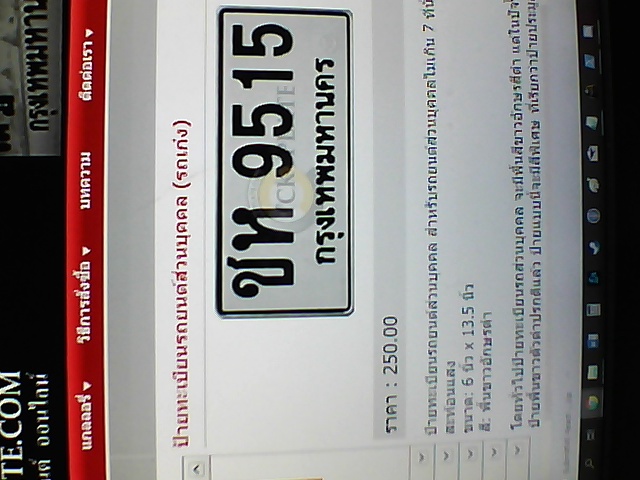 TE.COM
ออนไลน์
กรุงเทพมหาน
แกลลอรี่ ▾ วิธีการสั่งซื้อ ▾ บทความ ติดต่อเรา ▾
ป้ายทะเบียนรถยนต์ส่วนบุคคล (รถเก๋ง)
ชห 9515
กรุงเทพมหานคร
ราคา : 250.00
ป้ายทะเบียนรถยนต์ส่วนบุคคล สำหรับรถยนต์ส่วนบุคคลไม่เกิน 7 ที่นั่
สะท้อนแสง
ขนาด: 6 นิ้ว x 13.5 นิ้ว
สี: พื้นขาวอักษรดำ
โดยทั่วไปป้ายทะเบียนรถส่วนบุคคล จะมีพื้นสีขาวอักษรสีดำ แต่ในปัจ
ป้ายพื้นขาวตัวดำปรกติแล้ว ป้ายแบบนี้จะมีสีพิเศษ ที่เรียกว่าป้ายประมู